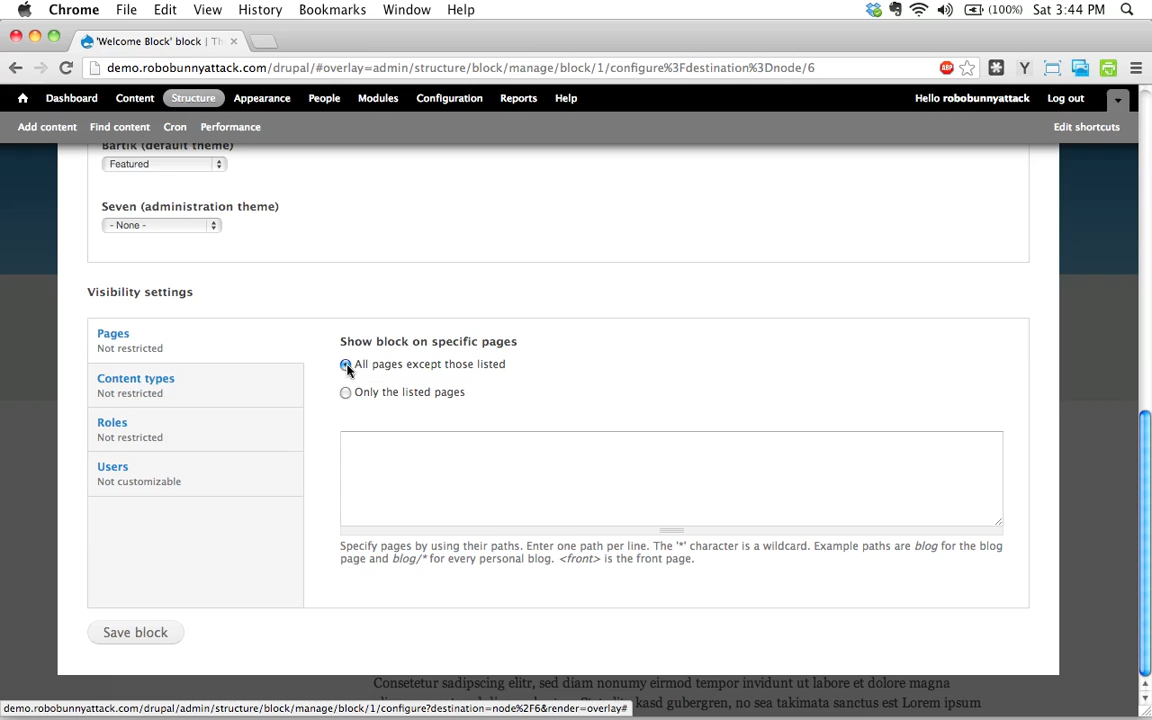 Chrome File Edit View History Bookmarks Window Help (100%) Sat 3:44 PM
'Welcome Block' block | Th
demo.robobunnyattack.com/drupal/#overlay=admin/structure/block/manage/block/1/configure%3Fdestination%3Dnode/6 ABP Y
Dashboard Content Structure Appearance People Modules Configuration Reports Help Hello robobunnyattack Log out
Add content Find content Cron Performance Edit shortcuts
Bartik (default theme)
Featured
Seven (administration theme)
- None -
Visibility settings
Pages
Not restricted
Content types
Not restricted
Roles
Not restricted
Users
Not customizable
Show block on specific pages
All pages except those listed
Only the listed pages
Specify pages by using their paths. Enter one path per line. The '*' character is a wildcard. Example paths are blog for the blog
page and blog/* for every personal blog. <front> is the front page.
Save block
Consetetur sadipscing elitr, sed diam nonumy eirmod tempor invidunt ut labore et dolore magna
kasd gubergren, no sea takimata sanctus est Lorem ipsum
demo.robobunnyattack.com/drupal/admin/structure/block/manage/block/1/configure?destination=node%2F6&render=overlay#